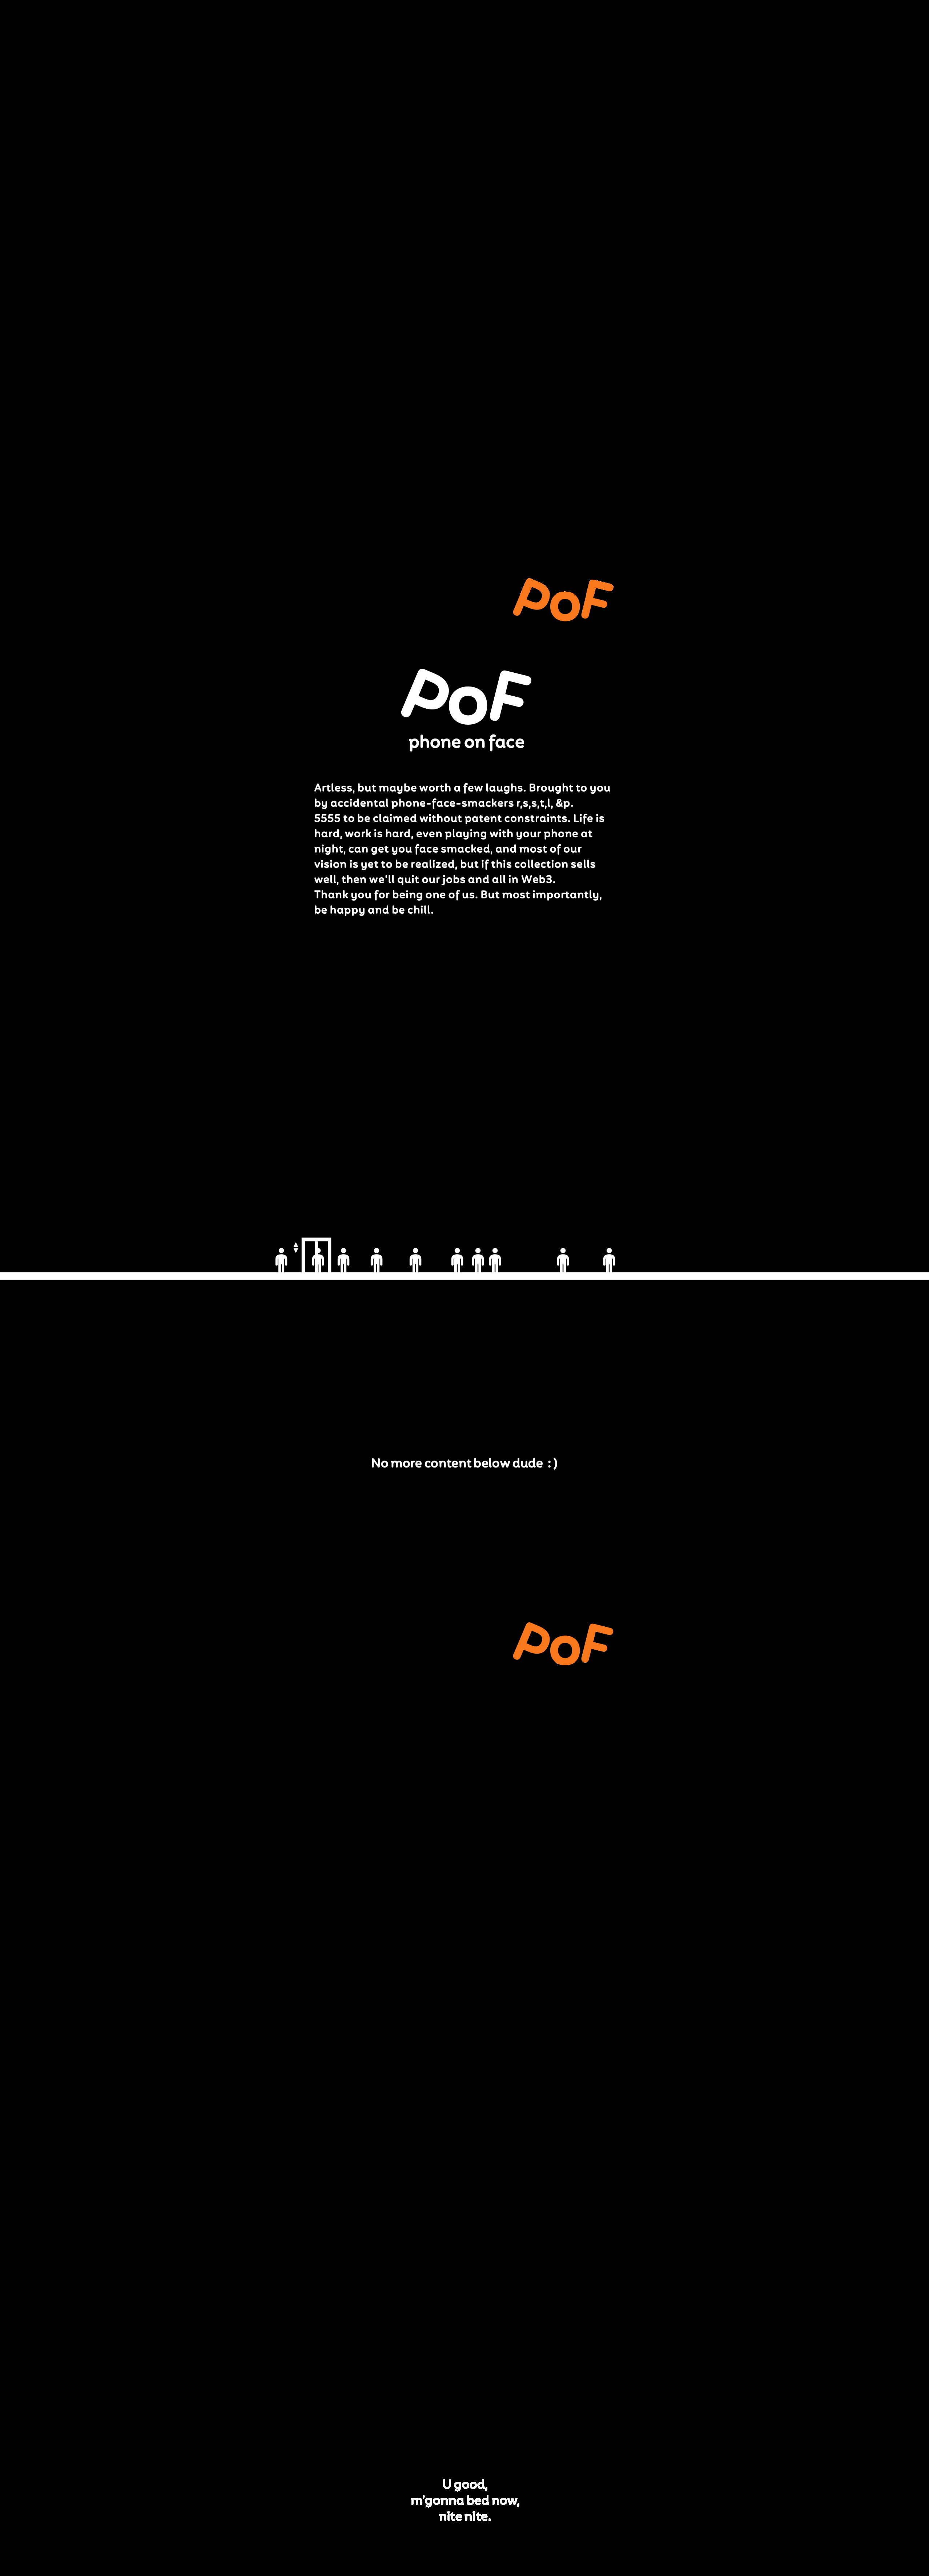 PoF
PoF
phone on face
Artless, but maybe worth a few laughs. Brought to you
by accidental phone-face-smackers r,s,s,t,l, &p.
5555 to be claimed without patent constraints. Life is
hard, work is hard, even playing with your phone at
night, can get you face smacked, and most of our
vision is yet to be realized, but if this collection sells
well, then we'll quit our jobs and all in Web3.
Thank you for being one of us. But most importantly,
be happy and be chill.
No more content below dude :)
PoF
U good,
m'gonna bed now,
nite nite.